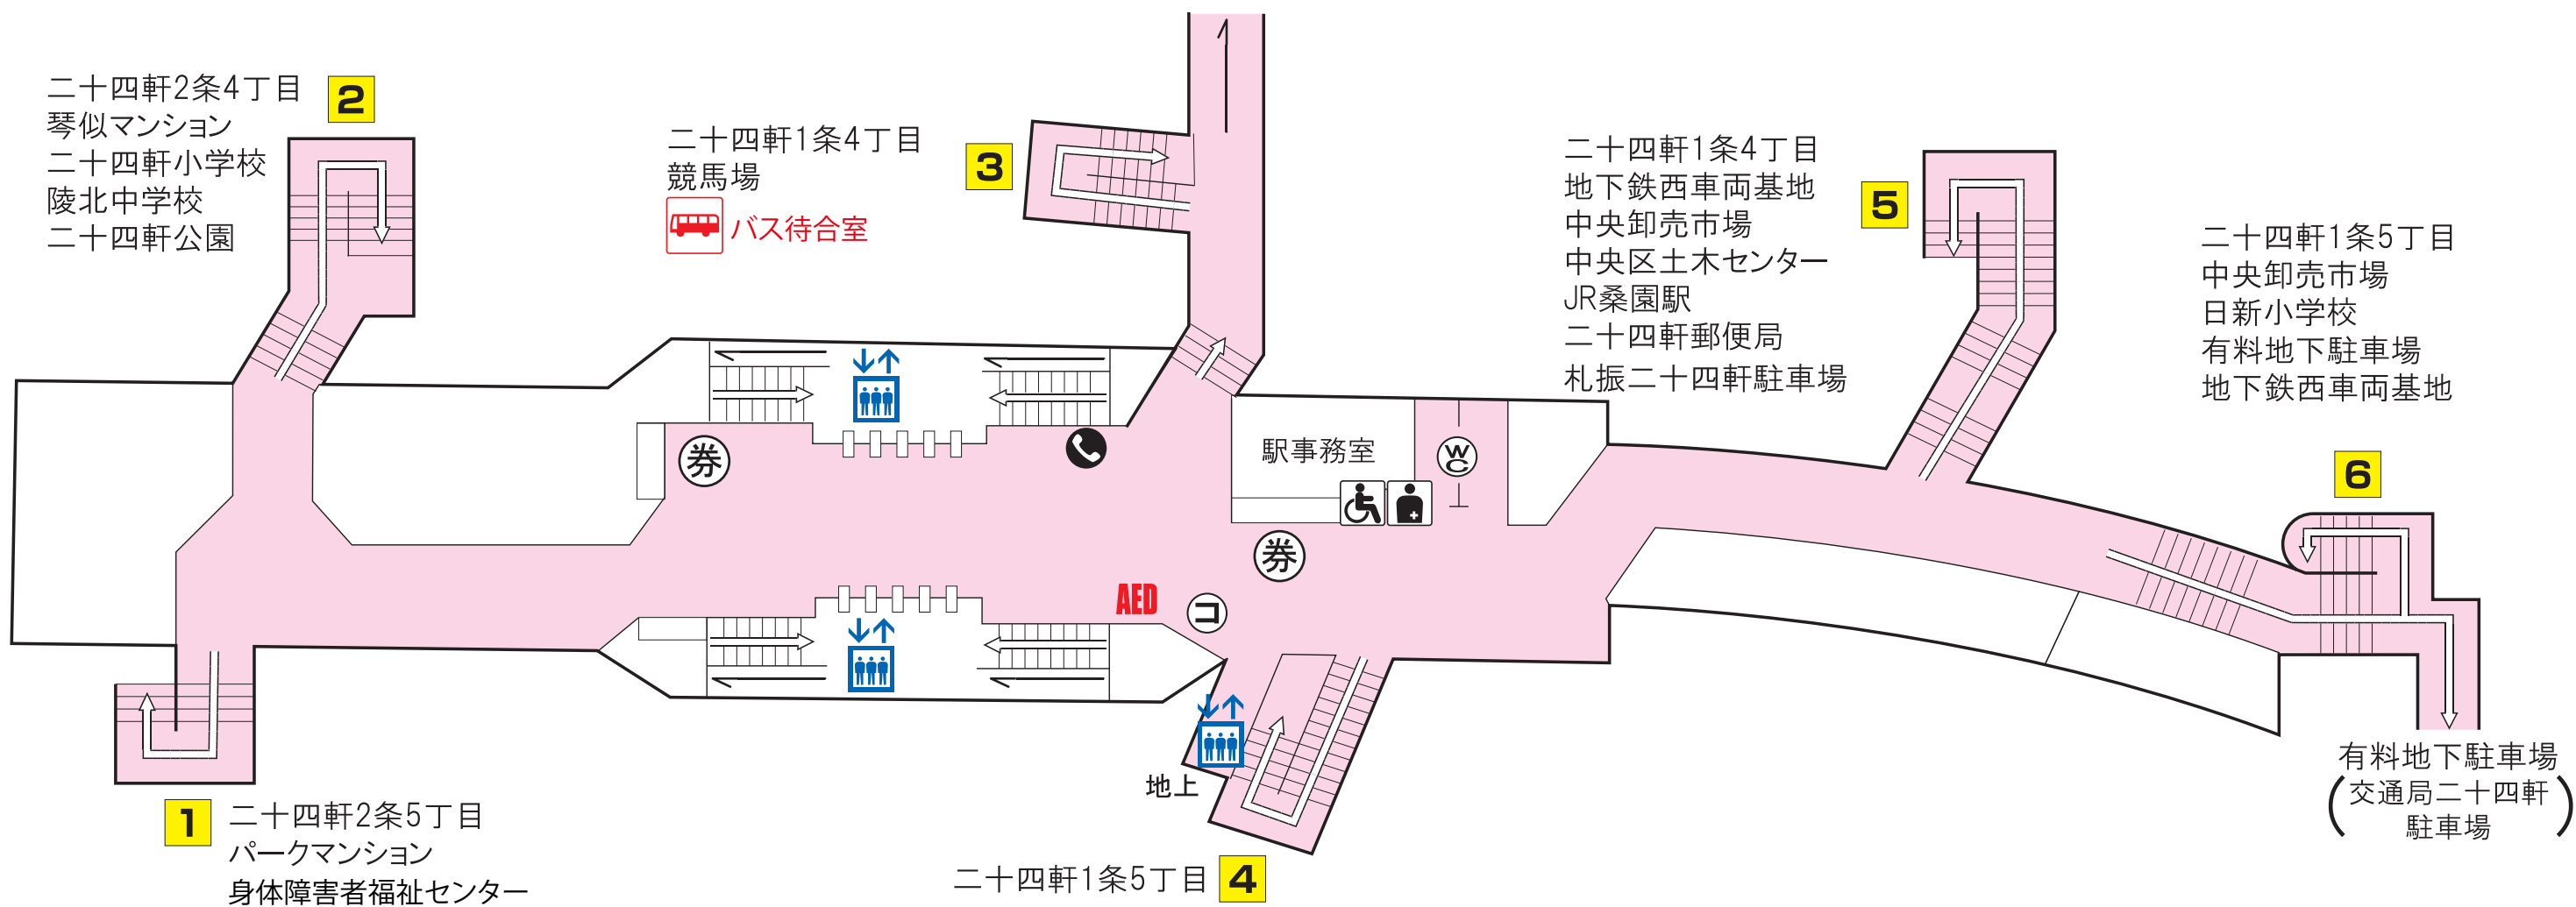 二十四軒2条4丁目
琴似マンション
二十四軒小学校
陵北中学校
二十四軒公園
2
二十四軒1条4丁目
競馬場
バス待合室
3
二十四軒1条4丁目
地下鉄西車両基地
中央卸売市場
中央区土木センター
JR桑園駅
二十四軒郵便局
札振二十四軒駐車場
5
二十四軒1条5丁目
中央卸売市場
日新小学校
有料地下駐車場
地下鉄西車両基地
6
券
駅事務室
WC
券
AED
コ
地上
有料地下駐車場
(交通局二十四軒
駐車場)
1
二十四軒2条5丁目
パークマンション
身体障害者福祉センター
二十四軒1条5丁目
4